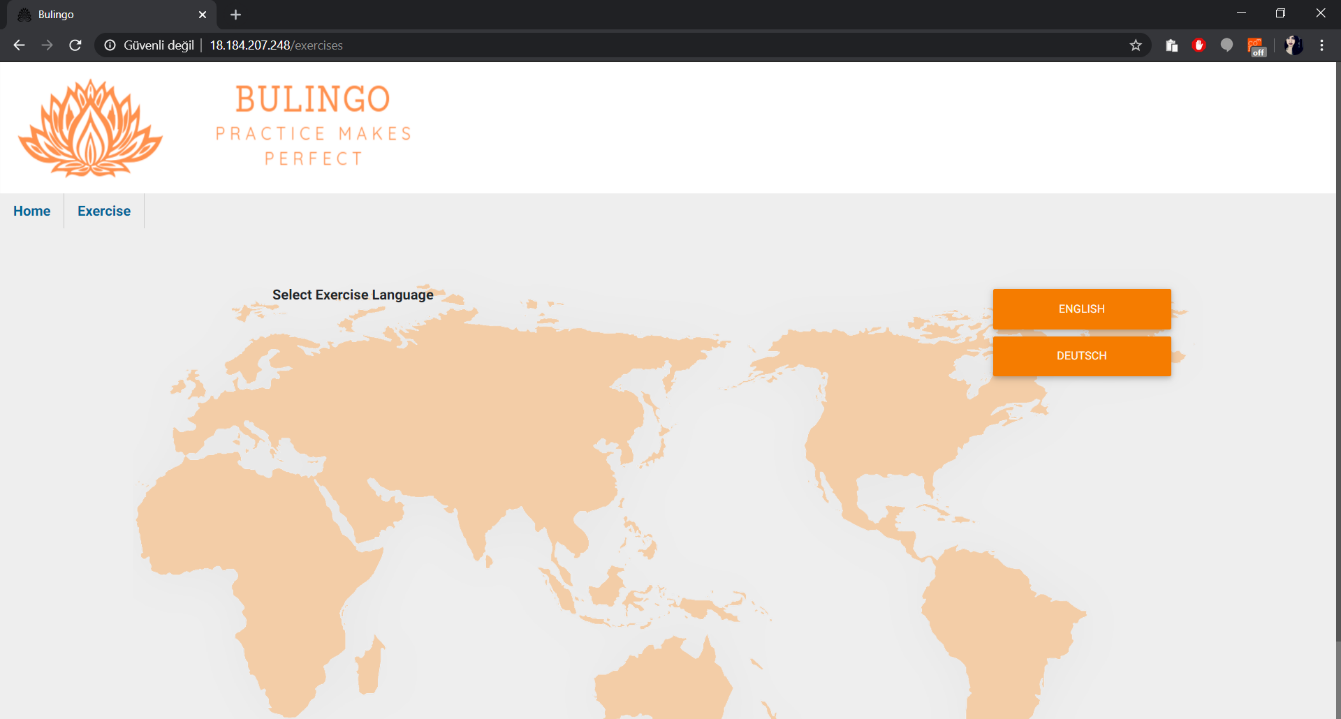 Bulingo
Güvenli değil | 18.184.207.248/exercises
off
BULINGO
PRACTICE MAKES
PERFECT
Home Exercise
Select Exercise Language
ENGLISH
DEUTSCH